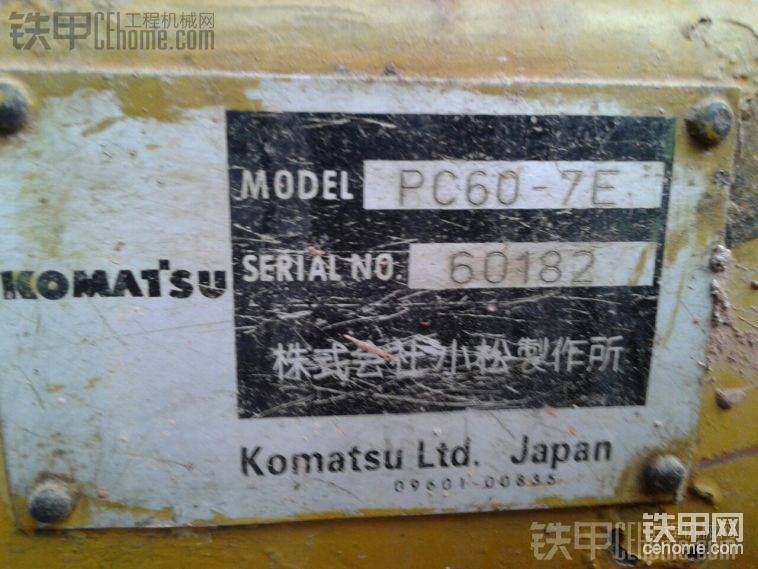 铁甲 工程机械网
CEhome.com
MODEL PC60-7E
SERIAL NO. 60182
KOMATSU
株式会社小松製作所
Komatsu Ltd. Japan
09601-00835
铁甲网
cehome.com